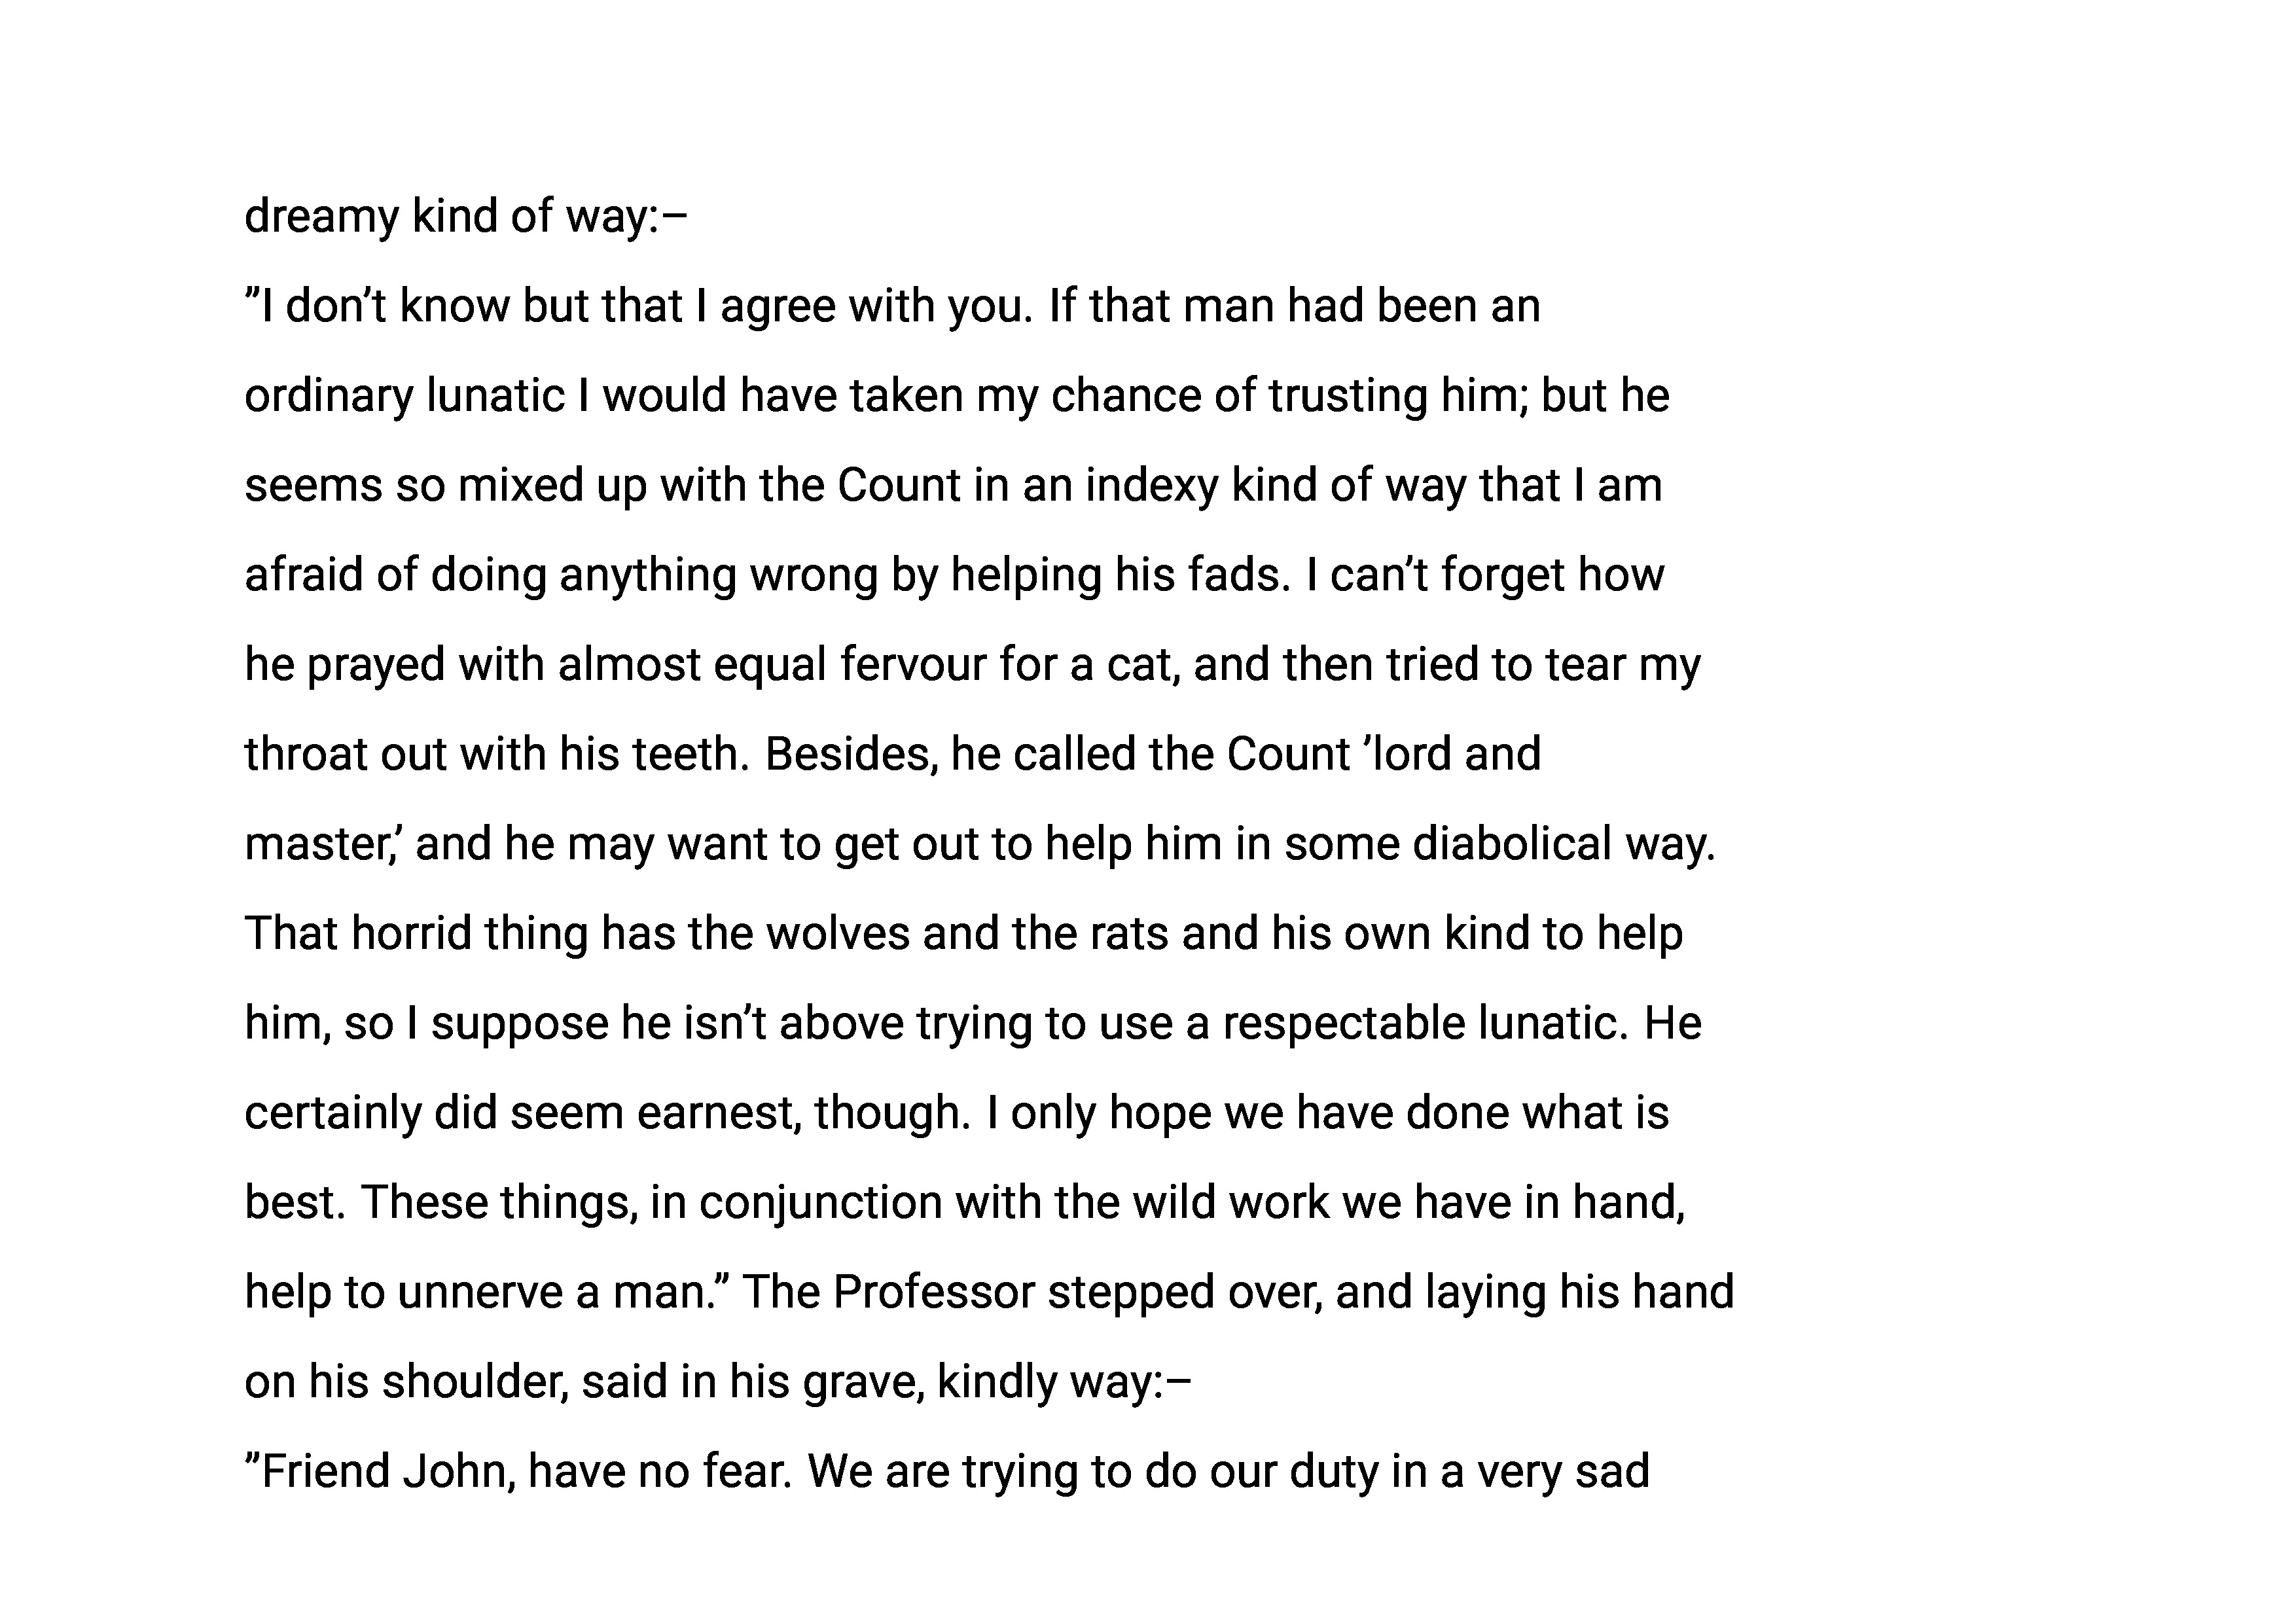 dreamy kind of way:–
”I don’t know but that I agree with you. If that man had been an
ordinary lunatic I would have taken my chance of trusting him; but he
seems so mixed up with the Count in an indexy kind of way that I am
afraid of doing anything wrong by helping his fads. I can’t forget how
he prayed with almost equal fervour for a cat, and then tried to tear my
throat out with his teeth. Besides, he called the Count ’lord and
master,’ and he may want to get out to help him in some diabolical way.
That horrid thing has the wolves and the rats and his own kind to help
him, so I suppose he isn’t above trying to use a respectable lunatic. He
certainly did seem earnest, though. I only hope we have done what is
best. These things, in conjunction with the wild work we have in hand,
help to unnerve a man.” The Professor stepped over, and laying his hand
on his shoulder, said in his grave, kindly way:–
”Friend John, have no fear. We are trying to do our duty in a very sad